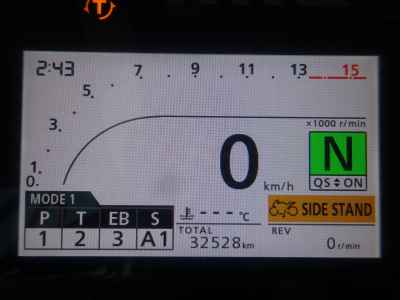 T
2:43
7 9 11 13 15
5
3
1
0
×1000 r/min
0 km/h
N
QS ON
MODE 1
P T EB S
1 2 3 A1
--- °C
SIDE STAND
TOTAL
32528 km
REV
0 r/min